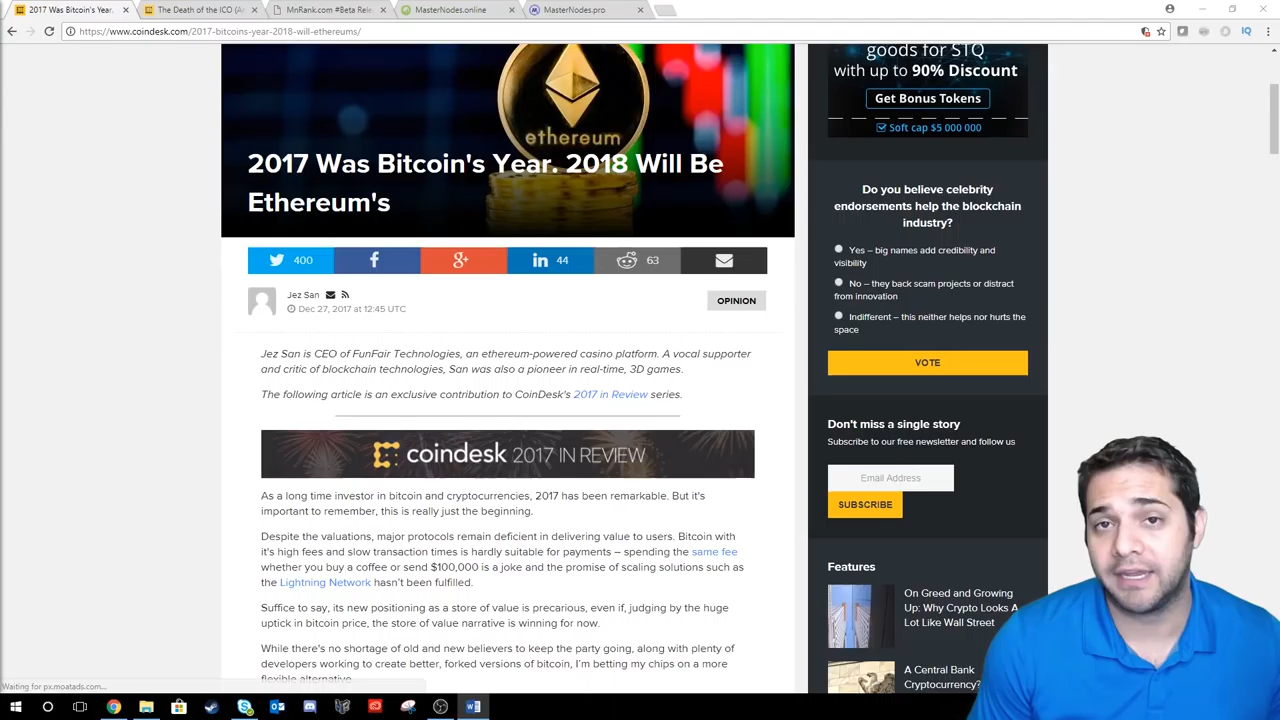 2017 Was Bitcoin's Year.
The Death of the ICO (An
MnRank.com #Beta Rele
MasterNodes.online
MasterNodes.pro
https://www.coindesk.com/2017-bitcoins-year-2018-will-ethereums/
ethereum
2017 Was Bitcoin's Year. 2018 Will Be
Ethereum's
400
44
63
Jez San
Dec 27, 2017 at 12:45 UTC
OPINION
Jez San is CEO of FunFair Technologies, an ethereum-powered casino platform. A vocal supporter
and critic of blockchain technologies, San was also a pioneer in real-time, 3D games.
The following article is an exclusive contribution to CoinDesk's 2017 in Review series.
coindesk 2017 IN REVIEW
As a long time investor in bitcoin and cryptocurrencies, 2017 has been remarkable. But it's
important to remember, this is really just the beginning.
Despite the valuations, major protocols remain deficient in delivering value to users. Bitcoin with
it's high fees and slow transaction times is hardly suitable for payments – spending the same fee
whether you buy a coffee or send $100,000 is a joke and the promise of scaling solutions such as
the Lightning Network hasn't been fulfilled.
Suffice to say, its new positioning as a store of value is precarious, even if, judging by the huge
uptick in bitcoin price, the store of value narrative is winning for now.
While there's no shortage of old and new believers to keep the party going, along with plenty of
developers working to create better, forked versions of bitcoin, I'm betting my chips on a more
flexible alternative.
goods for STQ
with up to 90% Discount
Get Bonus Tokens
Soft cap $5 000 000
Do you believe celebrity
endorsements help the blockchain
industry?
Yes – big names add credibility and
visibility
No – they back scam projects or distract
from innovation
Indifferent – this neither helps nor hurts the
space
VOTE
Don't miss a single story
Subscribe to our free newsletter and follow us
Email Address
SUBSCRIBE
Features
On Greed and Growing
Up: Why Crypto Looks A
Lot Like Wall Street
A Central Bank
Cryptocurrency?
Waiting for px.moatads.com...